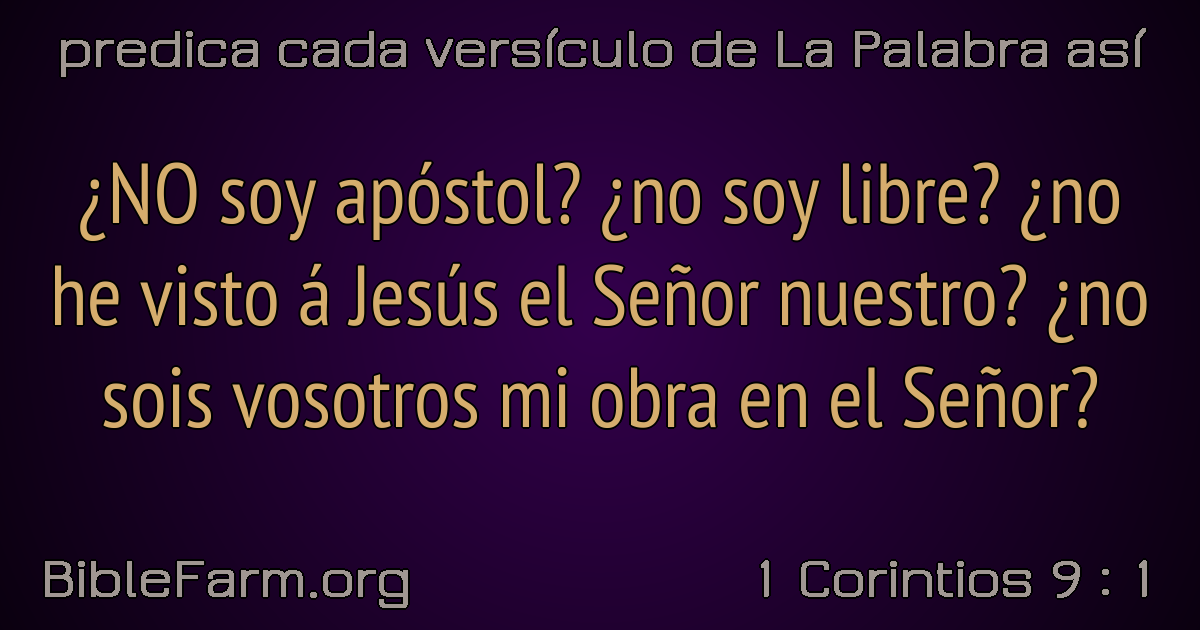 predica cada versículo de La Palabra así
¿NO soy apóstol? ¿no soy libre? ¿no
he visto á Jesús el Señor nuestro? ¿no
sois vosotros mi obra en el Señor?
BibleFarm.org
1 Corintios 9 : 1